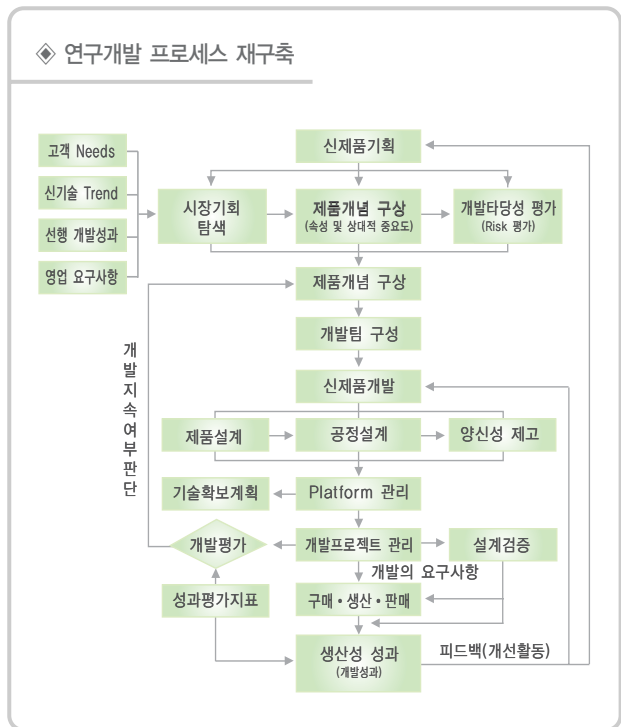 ◈ 연구개발 프로세스 재구축
고객 Needs
신기술 Trend
선행 개발성과
영업 요구사항
신제품기획
시장기회
탐색
제품개념 구상
(속성 및 상대적 중요도)
개발타당성 평가
(Risk 평가)
제품개념 구상
개발팀 구성
신제품개발
개발지속여부판단
제품설계
공정설계
양신성 제고
기술확보계획
Platform 관리
개발평가
개발프로젝트 관리
설계검증
개발의 요구사항
성과평가지표
구매·생산·판매
생산성 성과
(개발성과)
피드백(개선활동)